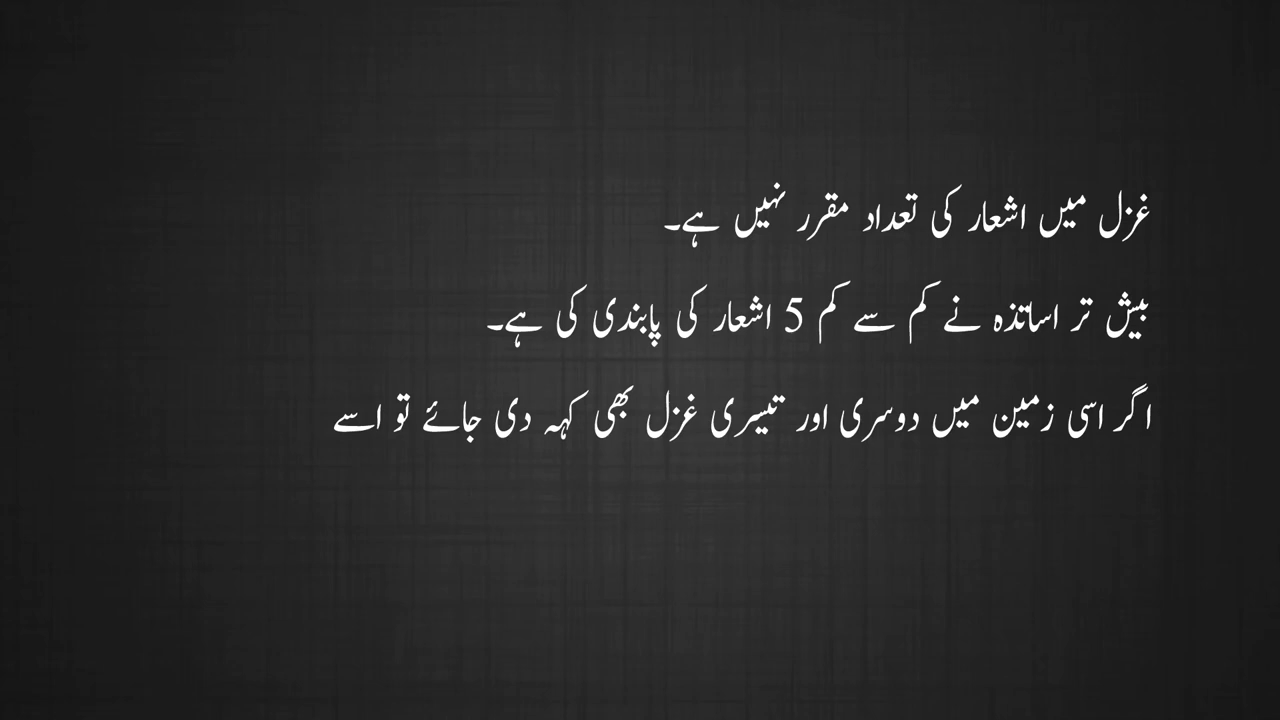 غزل میں اشعار کی تعداد مقرر نہیں ہے۔
بیش تر اساتذہ نے کم سے کم 5 اشعار کی پابندی کی ہے۔
اگر اسی زمین میں دوسری اور تیسری غزل بھی کہہ دی جائے تو اسے